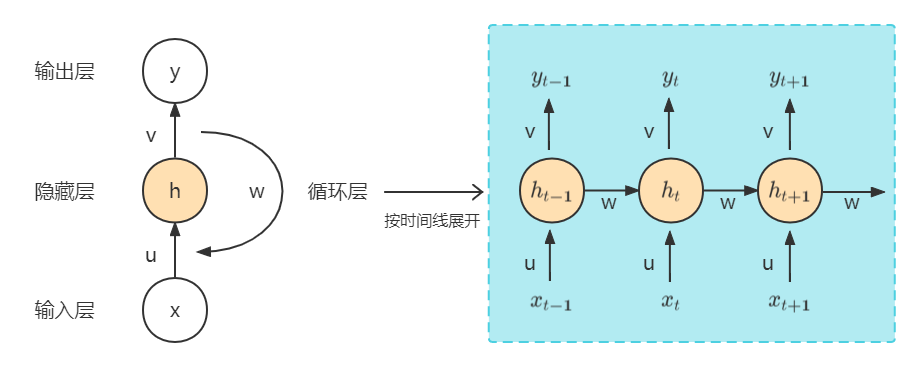 输出层 y
v
隐藏层 h w 循环层
按时间线展开
u
输入层 x
y_{t-1} y_t y_{t+1}
v v v
h_{t-1} h_t h_{t+1}
w w w
u u u
x_{t-1} x_t x_{t+1}